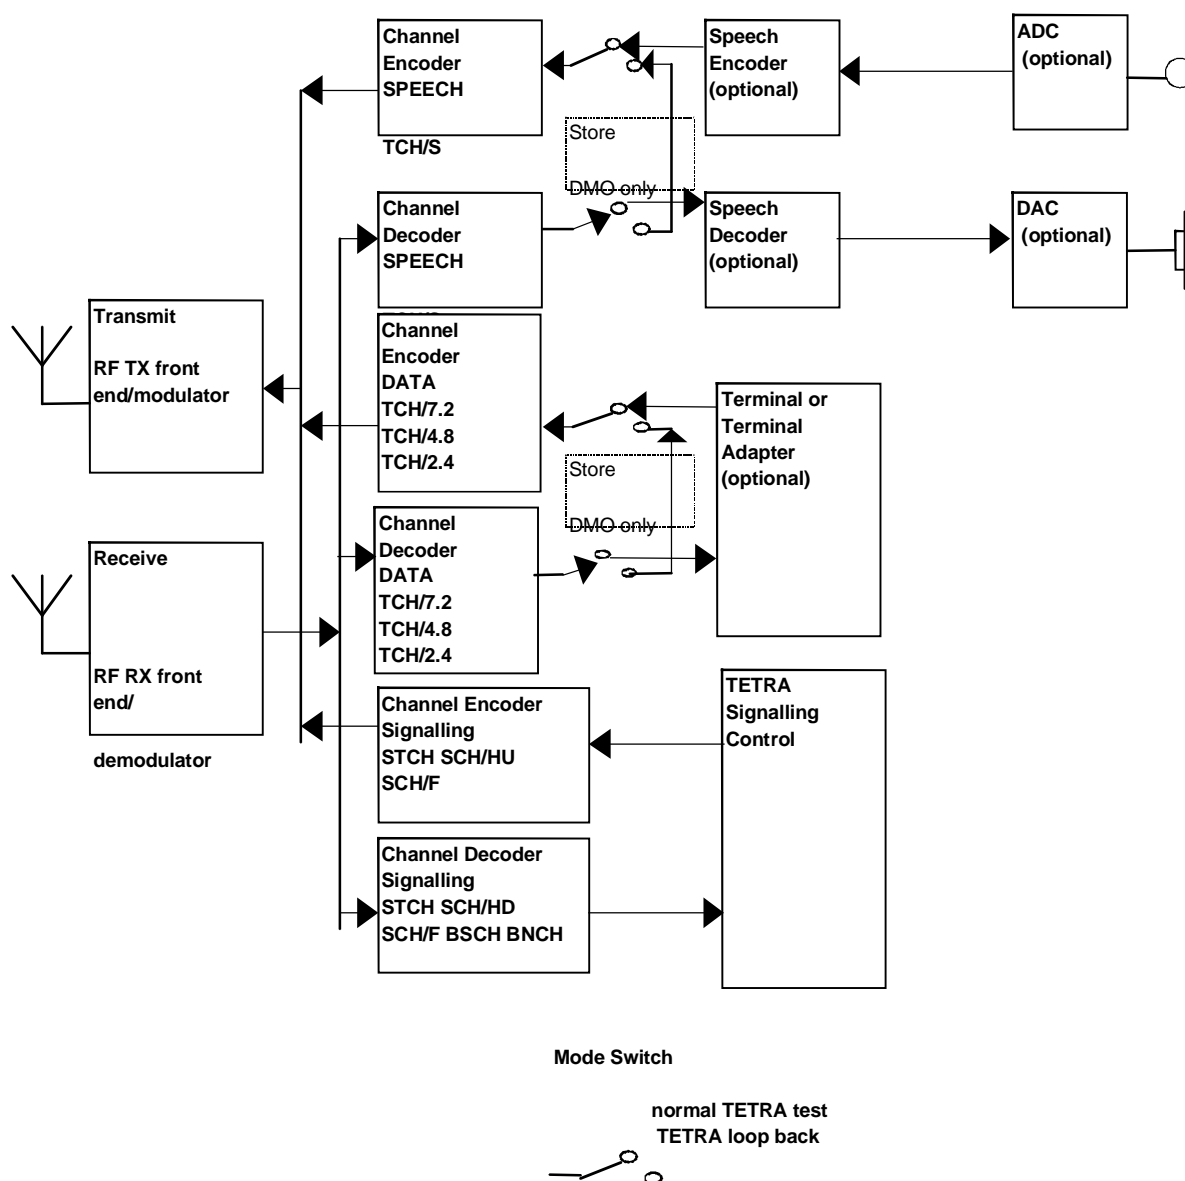 Channel
Encoder
SPEECH
TCH/S
Speech
Encoder
(optional)
ADC
(optional)
Store
DMO only
Channel
Decoder
SPEECH
Speech
Decoder
(optional)
DAC
(optional)
Transmit
RF TX front
end/modulator
Channel
Encoder
DATA
TCH/7.2
TCH/4.8
TCH/2.4
Terminal or
Terminal
Adapter
(optional)
Store
DMO only
Channel
Decoder
DATA
TCH/7.2
TCH/4.8
TCH/2.4
Receive
RF RX front
end/
demodulator
Channel Encoder
Signalling
STCH SCH/HU
SCH/F
TETRA
Signalling
Control
Channel Decoder
Signalling
STCH SCH/HD
SCH/F BSCH BNCH
Mode Switch
normal TETRA test
TETRA loop back